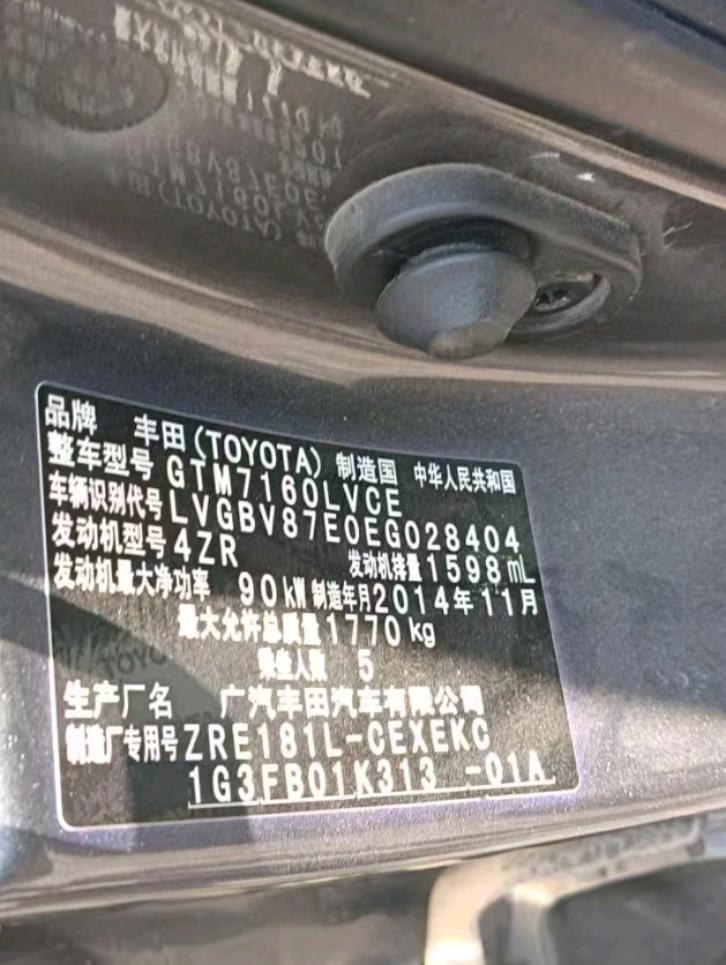 品牌 丰田(TOYOTA) 制造国 中华人民共和国
整车型号 GTM7160LVCE
车辆识别代号 LVGBV87E0EG028404
发动机型号 4ZR 发动机排量 1598 mL
发动机最大净功率 90 kW 制造年月 2014年11月
最大允许总质量 1770 kg
乘坐人数 5
生产厂名 广汽丰田汽车有限公司
制造厂专用号 ZRE181L-CEXEKC
1G3FB01K313 -01A